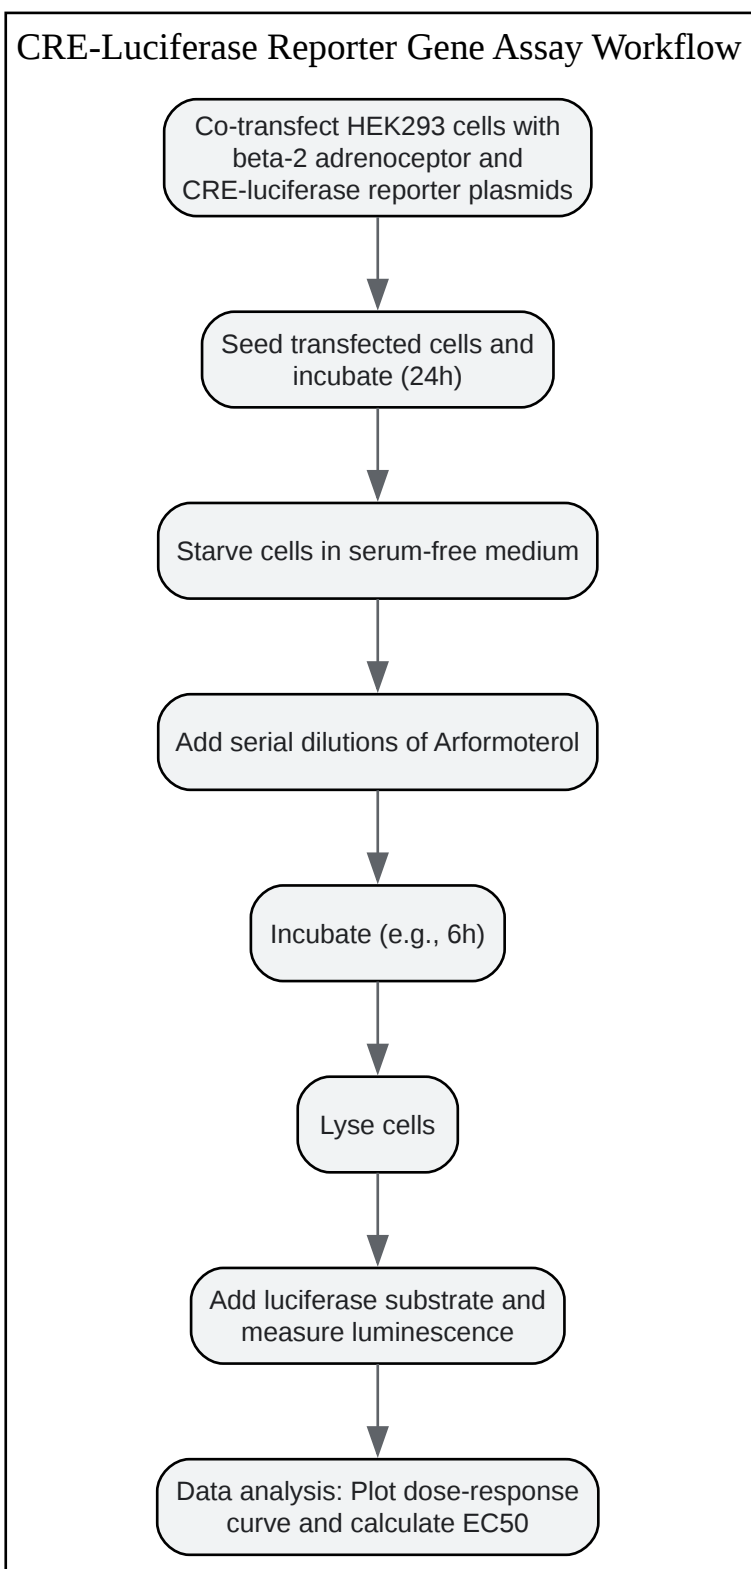 CRE-Luciferase Reporter Gene Assay Workflow
Co-transfect HEK293 cells with
beta-2 adrenoceptor and
CRE-luciferase reporter plasmids
Seed transfected cells and
incubate (24h)
Starve cells in serum-free medium
Add serial dilutions of Arformoterol
Incubate (e.g., 6h)
Lyse cells
Add luciferase substrate and
measure luminescence
Data analysis: Plot dose-response
curve and calculate EC50